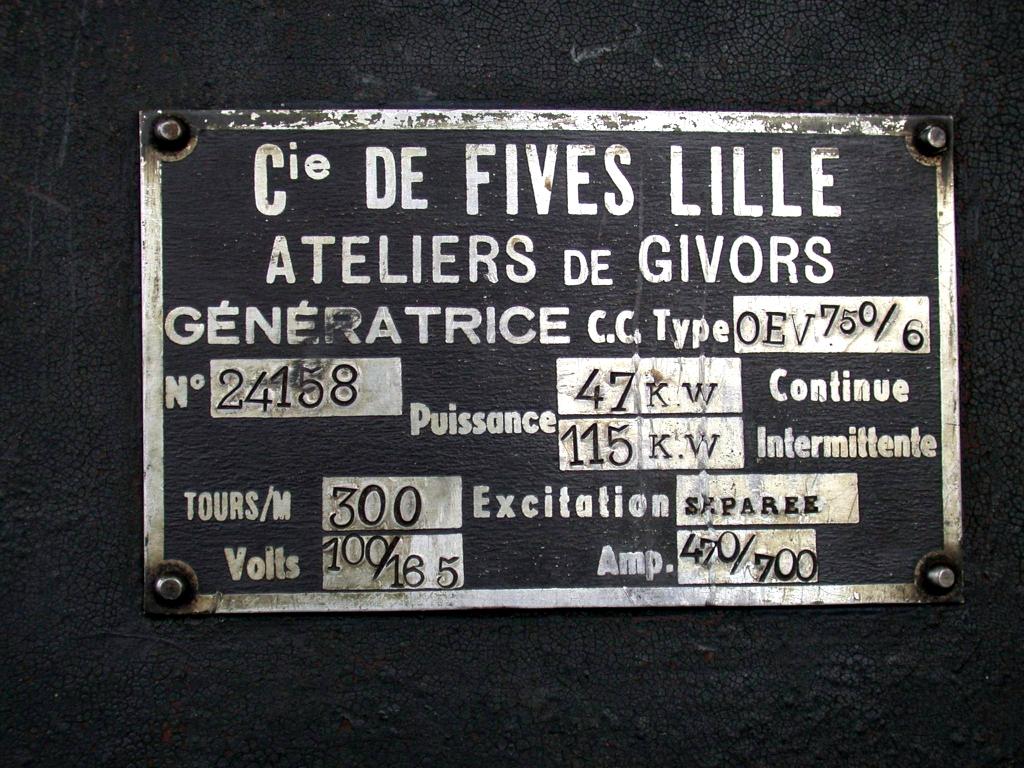 Cie DE FIVES LILLE
ATELIERS DE GIVORS
GÉNÉRATRICE C.C. Type OEV 750/6
No 24158
Puissance 47 K.W Continue
115 K.W Intermittente
TOURS/M 300 Excitation SEPAREE
Volts 100/165 Amp. 470/700